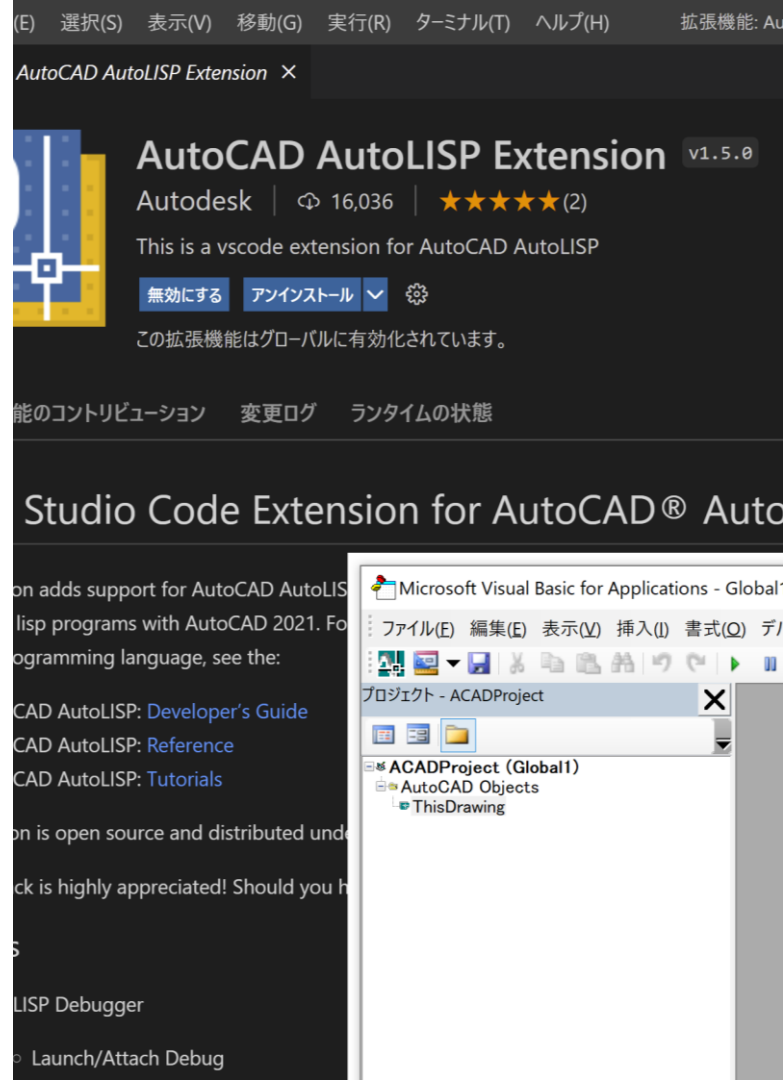 (E) 選択(S) 表示(V) 移動(G) 実行(R) ターミナル(T) ヘルプ(H) 拡張機能: Au
AutoCAD AutoLISP Extension ×
AutoCAD AutoLISP Extension v1.5.0
Autodesk 16,036 ★★★★★(2)
This is a vscode extension for AutoCAD AutoLISP
無効にする アンインストール
この拡張機能はグローバルに有効化されています。
能のコントリビューション 変更ログ ランタイムの状態
Studio Code Extension for AutoCAD® Auto
on adds support for AutoCAD AutoLIS
lisp programs with AutoCAD 2021. Fo
ogramming language, see the:
CAD AutoLISP: Developer's Guide
CAD AutoLISP: Reference
CAD AutoLISP: Tutorials
on is open source and distributed unde
ck is highly appreciated! Should you h
s
LISP Debugger
Launch/Attach Debug
Microsoft Visual Basic for Applications - Global1
ファイル(F) 編集(E) 表示(V) 挿入(I) 書式(O) デバ
プロジェクト - ACADProject
ACADProject (Global1)
AutoCAD Objects
ThisDrawing